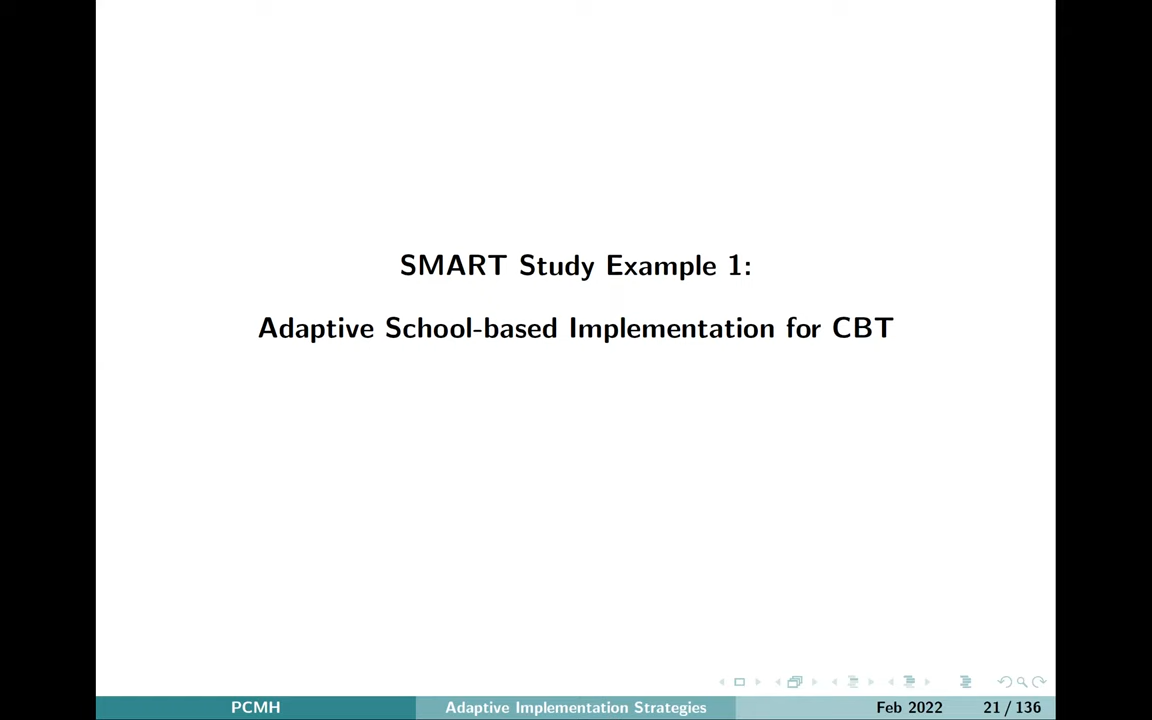 SMART Study Example 1:
Adaptive School-based Implementation for CBT
PCMH Adaptive Implementation Strategies Feb 2022 21 / 136